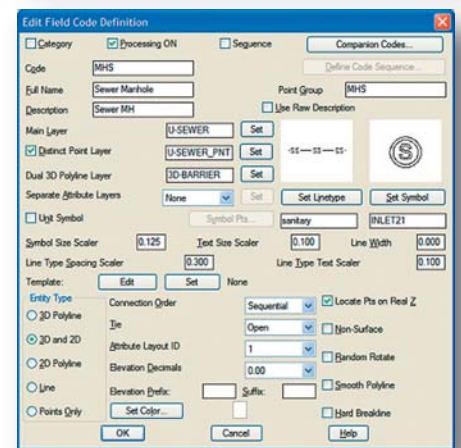 Edit Field Code Definition
Category Processing ON Sequence Companion Codes...
Code MHS Define Code Sequence...
Full Name Sewer Manhole Point Group MHS
Description Sewer MH Use Raw Description
Main Layer U-SEWER Set
Distinct Point Layer U-SEWER_PNT Set -SS-SS-SS- S
Dual 3D Polyline Layer 3D-BARRIER Set
Separate Attribute Layers None Set Set Linetype Set Symbol
Unit Symbol Symbol Pts... sanitary INLET21
Symbol Size Scaler 0.125 Text Size Scaler 0.100 Line Width 0.000
Line Type Spacing Scaler 0.300 Line Type Text Scaler 0.100
Template: Edit Set None
Entity Type Connection Order Sequential Locate Pts on Real Z
3D Polyline Tie Open Non-Surface
3D and 2D Attribute Layout ID 1 Random Rotate
2D Polyline Elevation Decimals 0.00
Line Elevation Prefix: Suffix: Smooth Polyline
Points Only Set Color... Hard Breakline
OK Cancel Help